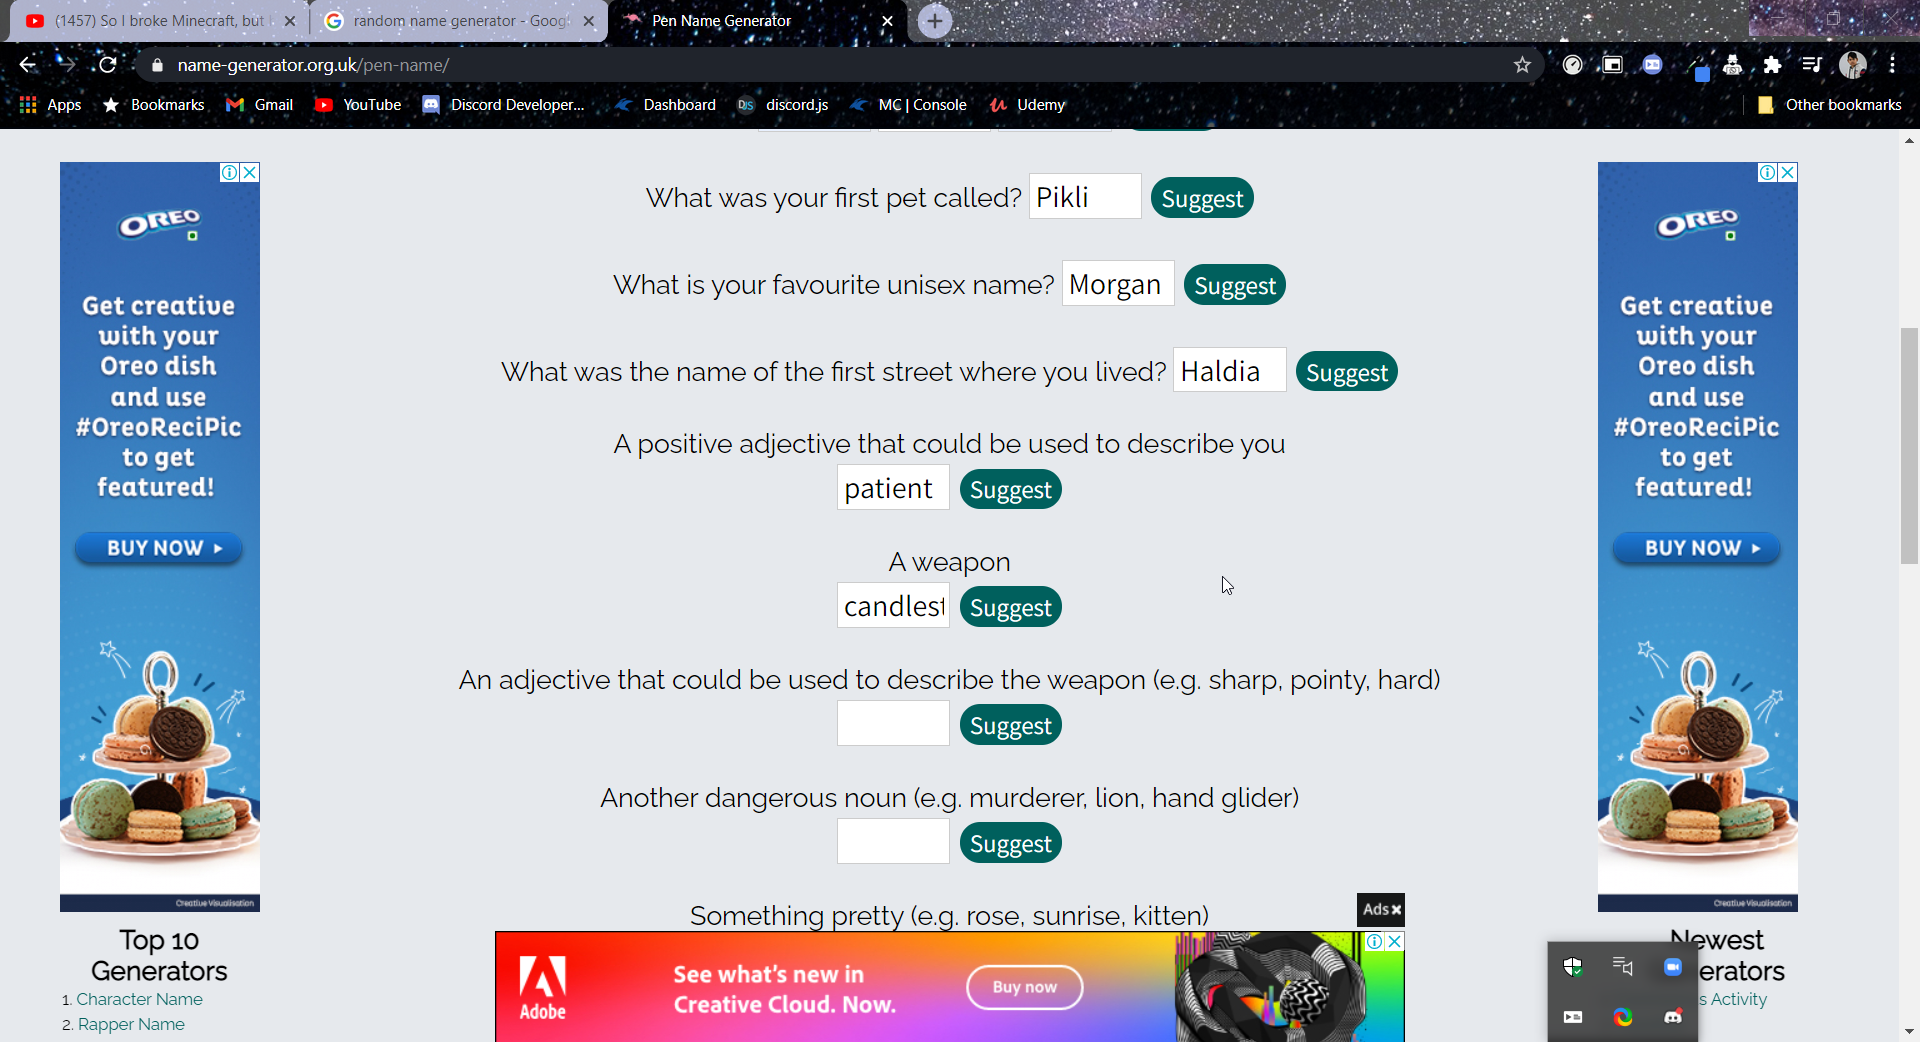 (1457) So I broke Minecraft, but
random name generator - Goog
Pen Name Generator
name-generator.org.uk/pen-name/
Apps
Bookmarks
Gmail
YouTube
Discord Developer...
Dashboard
discord.js
MC | Console
Udemy
Other bookmarks
What was your first pet called? Pikli Suggest
What is your favourite unisex name? Morgan Suggest
What was the name of the first street where you lived? Haldia Suggest
A positive adjective that could be used to describe you
patient Suggest
A weapon
candlest Suggest
An adjective that could be used to describe the weapon (e.g. sharp, pointy, hard)
Suggest
Another dangerous noun (e.g. murderer, lion, hand glider)
Suggest
Something pretty (e.g. rose, sunrise, kitten)
OREO
Get creative
with your
Oreo dish
and use
#OreoReciPic
to get
featured!
BUY NOW
Creative Visualisation
Top 10
Generators
1. Character Name
2. Rapper Name
OREO
Get creative
with your
Oreo dish
and use
#OreoReciPic
to get
featured!
BUY NOW
Creative Visualisation
Newest
erators
s Activity
Ads
Adobe
See what's new in
Creative Cloud. Now.
Buy now